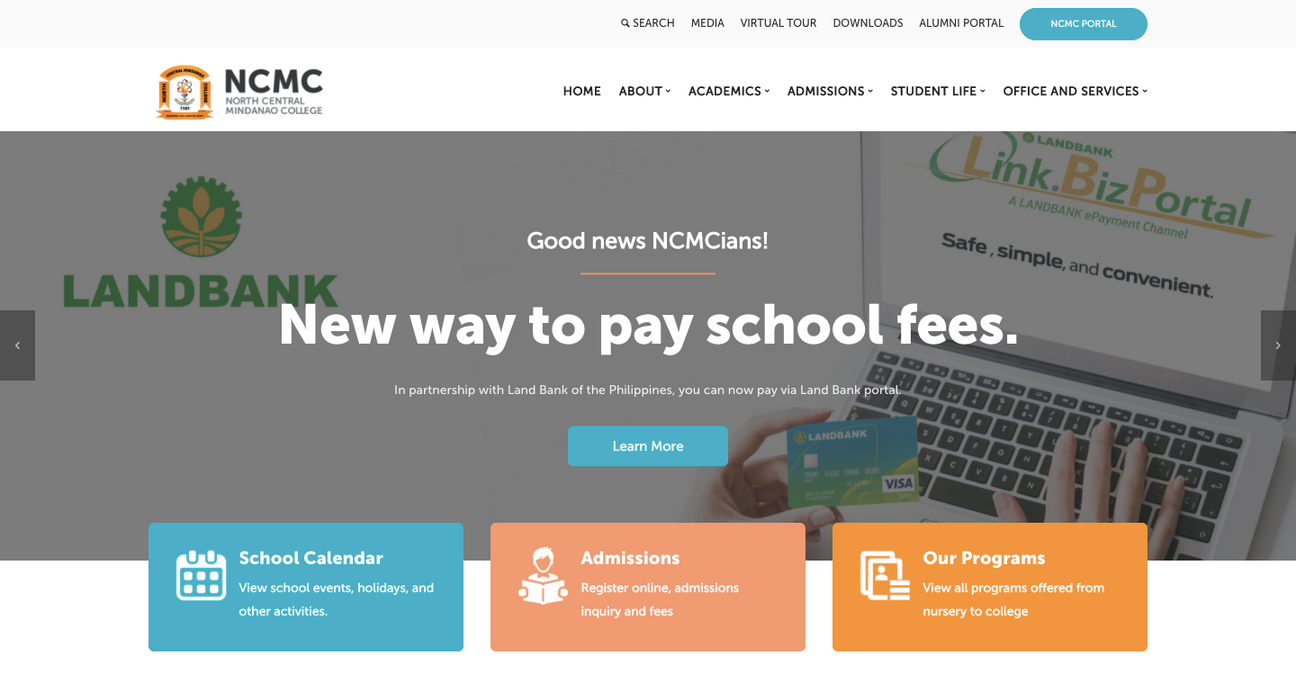 SEARCH MEDIA VIRTUAL TOUR DOWNLOADS ALUMNI PORTAL NCMC PORTAL
NCMC
NORTH CENTRAL
MINDANAO COLLEGE
HOME ABOUT ACADEMICS ADMISSIONS STUDENT LIFE OFFICE AND SERVICES
LANDBANK
LANDBANK
Link.BizPortal
A LANDBANK ePayment Channel
Safe, simple, and convenient.
Good news NCMCians!
New way to pay school fees.
In partnership with Land Bank of the Philippines, you can now pay via Land Bank portal.
Learn More
LANDBANK
VISA
School Calendar
View school events, holidays, and
other activities.
Admissions
Register online, admissions
inquiry and fees
Our Programs
View all programs offered from
nursery to college